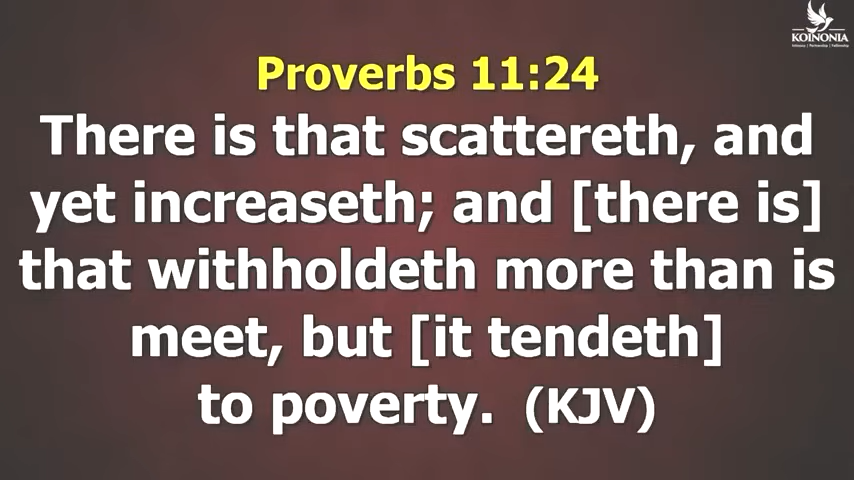 KOINONIA
Proverbs 11:24
There is that scattereth, and
yet increaseth; and [there is]
that withholdeth more than is
meet, but [it tendeth]
to poverty. (KJV)